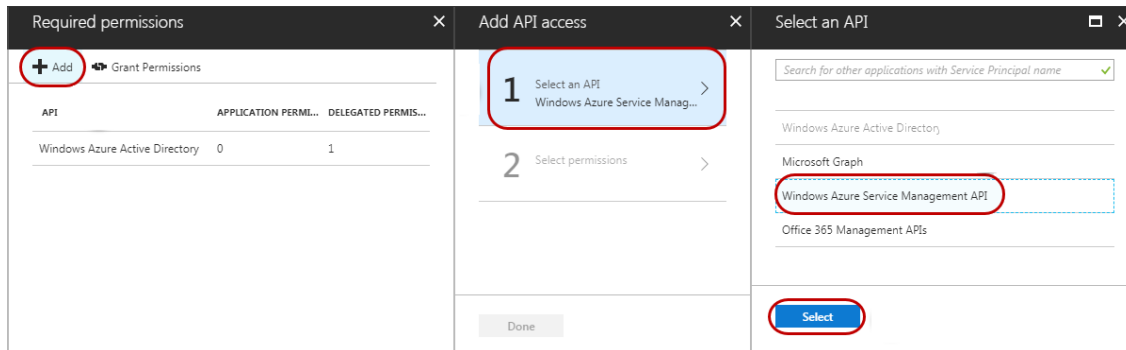 Required permissions
Add Grant Permissions
API APPLICATION PERMI... DELEGATED PERMIS...
Windows Azure Active Directory 0 1
Add API access
1 Select an API
Windows Azure Service Manag...
2 Select permissions
Done
Select an API
Search for other applications with Service Principal name
Windows Azure Active Directory
Microsoft Graph
Windows Azure Service Management API
Office 365 Management APIs
Select